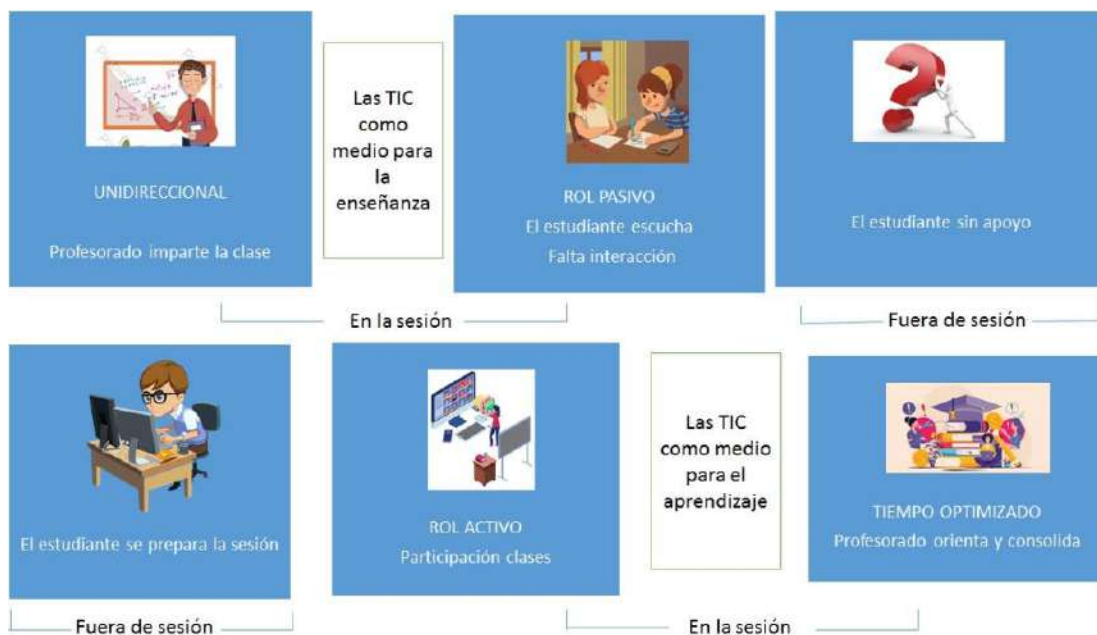 UNIDIRECCIONAL
Profesorado imparte la clase
Las TIC
como
medio para
la
enseñanza
ROL PASIVO
El estudiante escucha
Falta interacción
El estudiante sin apoyo
En la sesión
Fuera de sesión
El estudiante se prepara la sesión
ROL ACTIVO
Participación clases
Las TIC
como medio
para el
aprendizaje
TIEMPO OPTIMIZADO
Profesorado orienta y consolida
Fuera de sesión
En la sesión